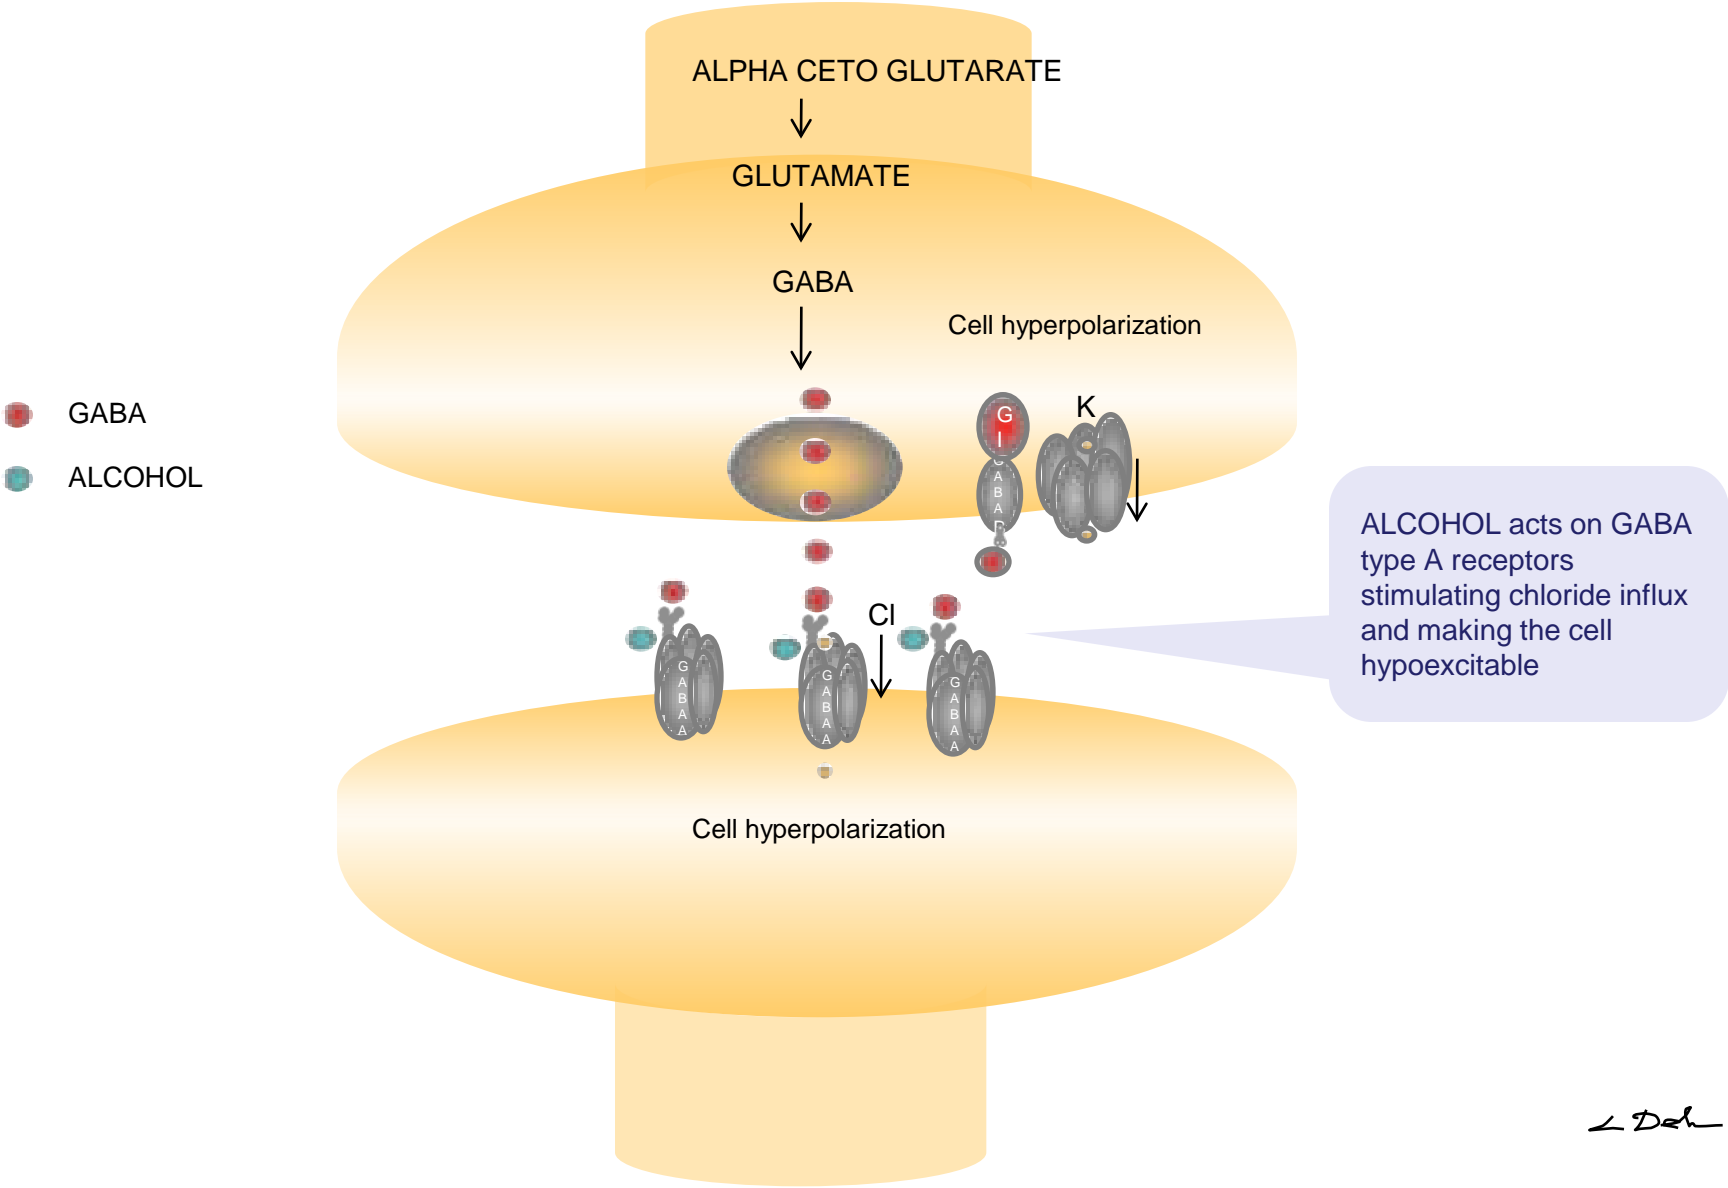 ALPHA CETO GLUTARATE
GLUTAMATE
GABA
Cell hyperpolarization
GABA
ALCOHOL
G
I
K
ALCOHOL acts on GABA
type A receptors
stimulating chloride influx
and making the cell
hypoexcitable
Cl
G
A
B
A
A
G
A
B
A
A
G
A
B
A
A
Cell hyperpolarization